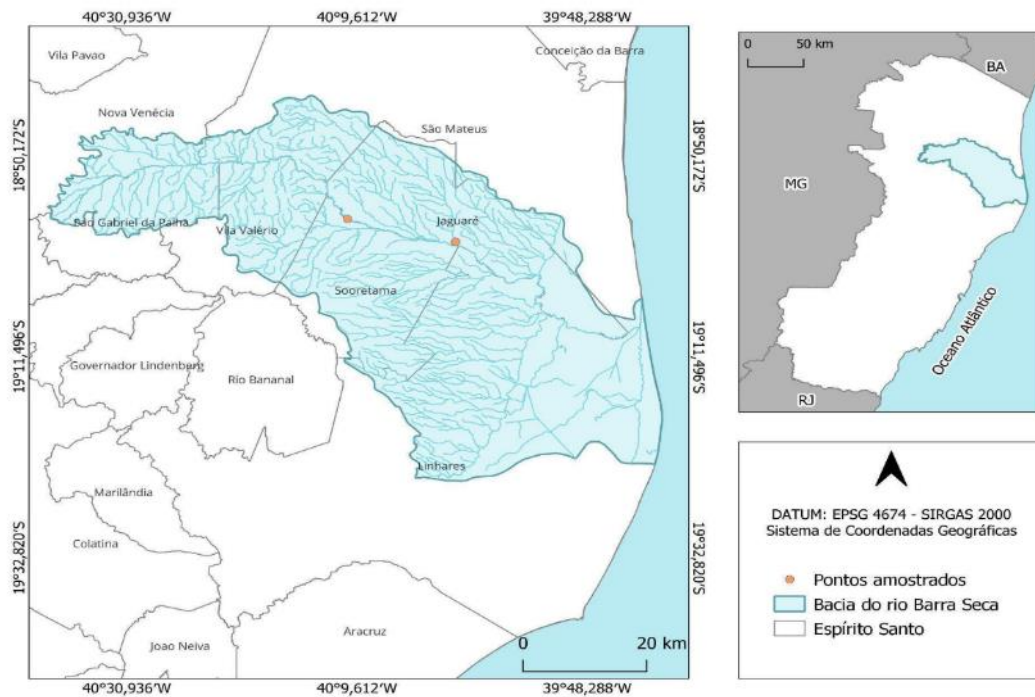 40°30,936'W 40°9,612'W 39°48,288'W
Vila Pavao
Conceição da Barra
Nova Venécia
São Mateus
18°50,172'S
18°50,172'S
São Gabriel da Palha
Vila Valério
Jaguaré
Sooretama
19°11,496'S
19°11,496'S
Governador Lindenburg
Rio Bananal
Linhares
Marilândia
Colatina
19°32,820'S
19°32,820'S
Joao Neiva
Aracruz
0 20 km
40°30,936'W 40°9,612'W 39°48,288'W
0 50 km
BA
MG
Oceano Atlântico
RJ
DATUM: EPSG 4674 - SIRGAS 2000
Sistema de Coordenadas Geográficas
Pontos amostrados
Bacia do rio Barra Seca
Espírito Santo